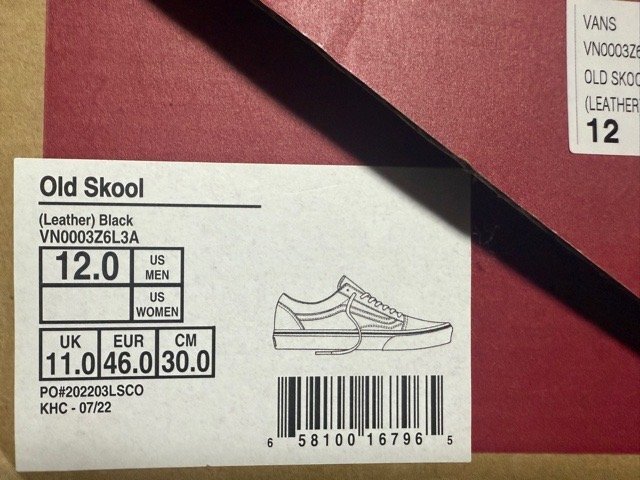 Old Skool
(Leather) Black
VN0003Z6L3A
12.0 US MEN
US WOMEN
UK EUR CM
11.0 46.0 30.0
PO#202203LSCO
KHC - 07/22
6 58100 16796 5
VANS
VN0003Z6
OLD SKOO
(LEATHER
12